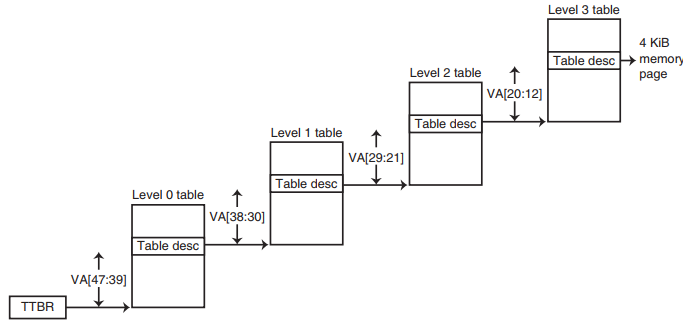 Level 3 table
4 KiB
memory
page
Table desc
Level 2 table
VA[20:12]
Table desc
Level 1 table
VA[29:21]
Table desc
Level 0 table
VA[38:30]
Table desc
VA[47:39]
TTBR